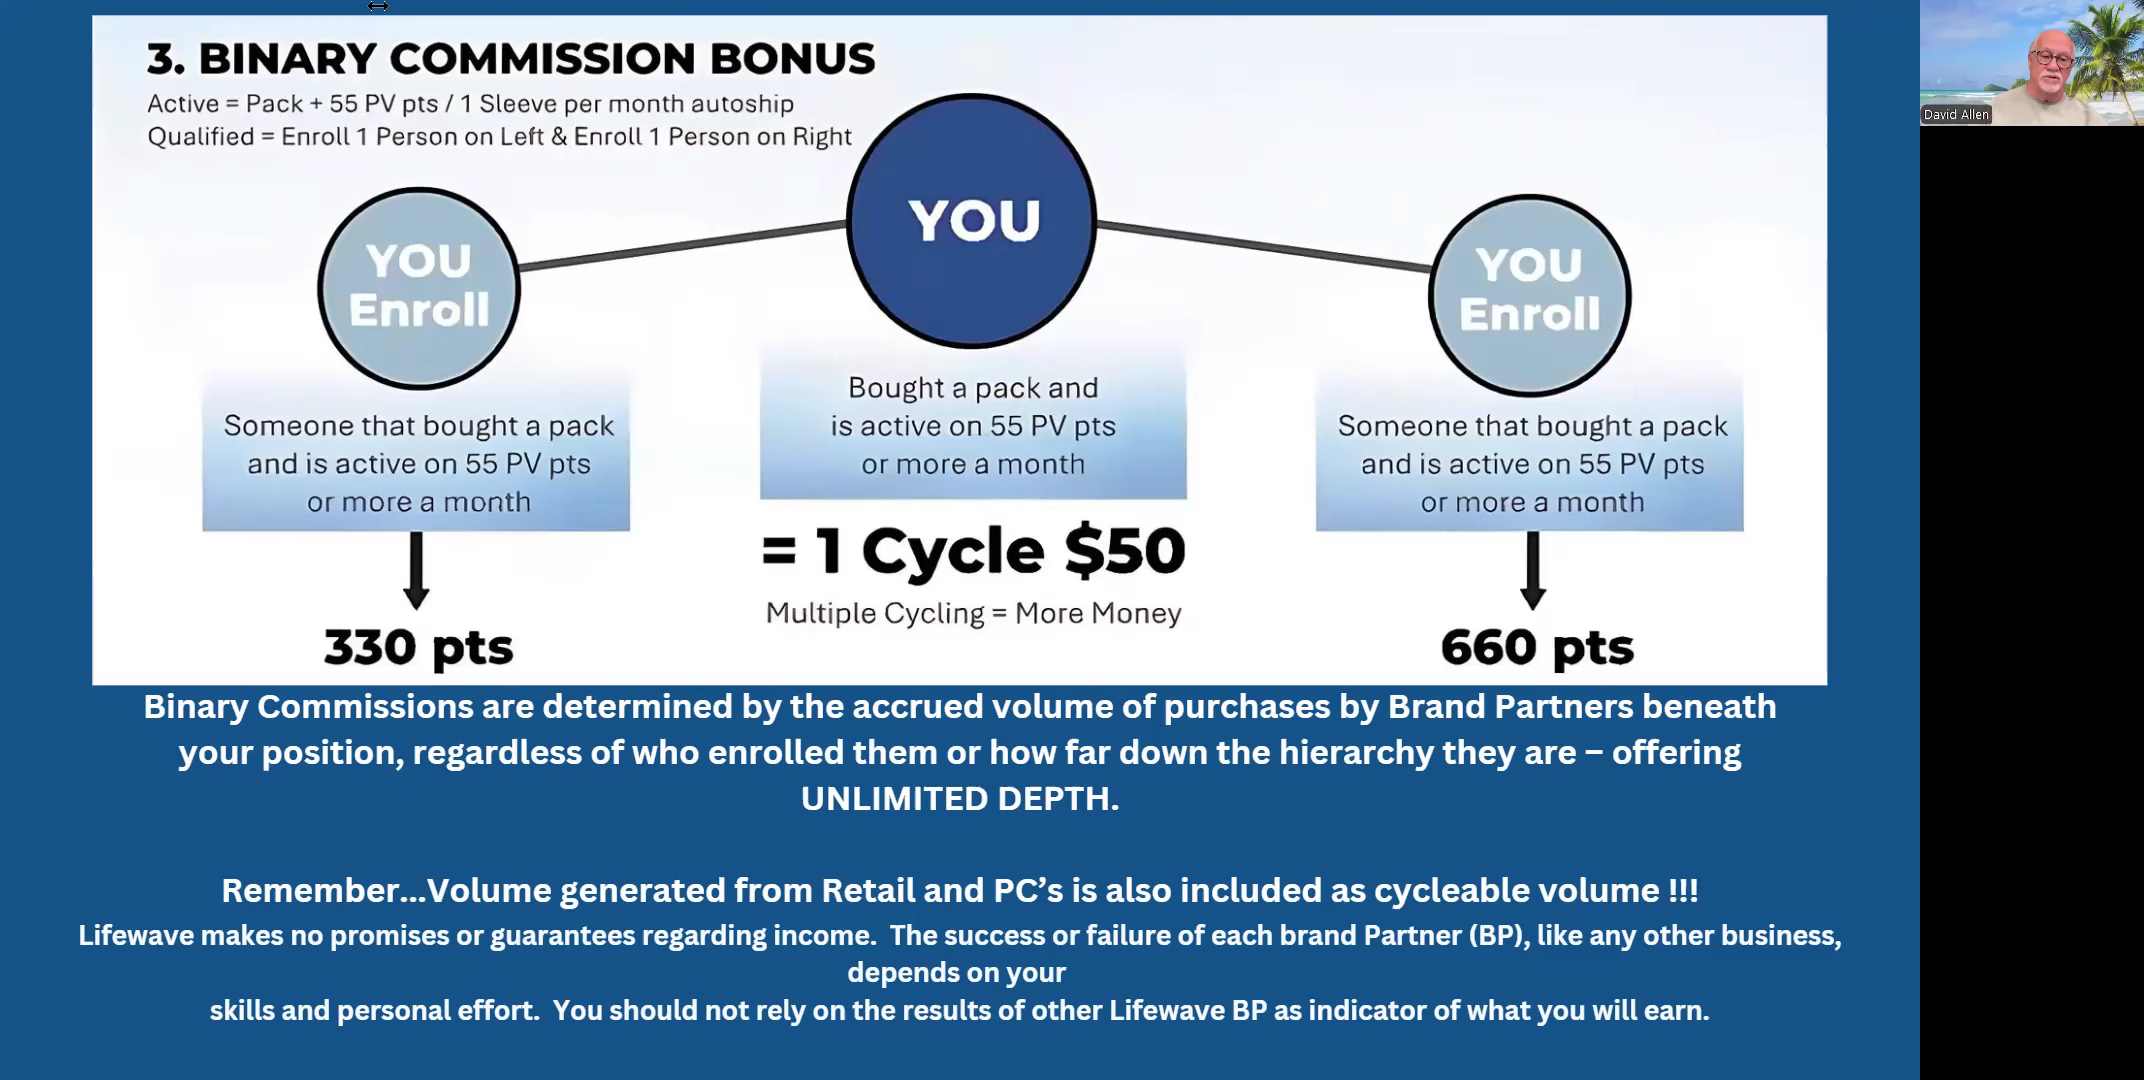 3. BINARY COMMISSION BONUS
Active = Pack + 55 PV pts / 1 Sleeve per month autoship
Qualified = Enroll 1 Person on Left & Enroll 1 Person on Right
YOU
YOU
Enroll
YOU
Enroll
Someone that bought a pack
and is active on 55 PV pts
or more a month
Bought a pack and
is active on 55 PV pts
or more a month
Someone that bought a pack
and is active on 55 PV pts
or more a month
= 1 Cycle $50
Multiple Cycling = More Money
330 pts
660 pts
Binary Commissions are determined by the accrued volume of purchases by Brand Partners beneath
your position, regardless of who enrolled them or how far down the hierarchy they are – offering
UNLIMITED DEPTH.
Remember...Volume generated from Retail and PC’s is also included as cycleable volume !!!
Lifewave makes no promises or guarantees regarding income.  The success or failure of each brand Partner (BP), like any other business,
depends on your
skills and personal effort.  You should not rely on the results of other Lifewave BP as indicator of what you will earn.
David Allen